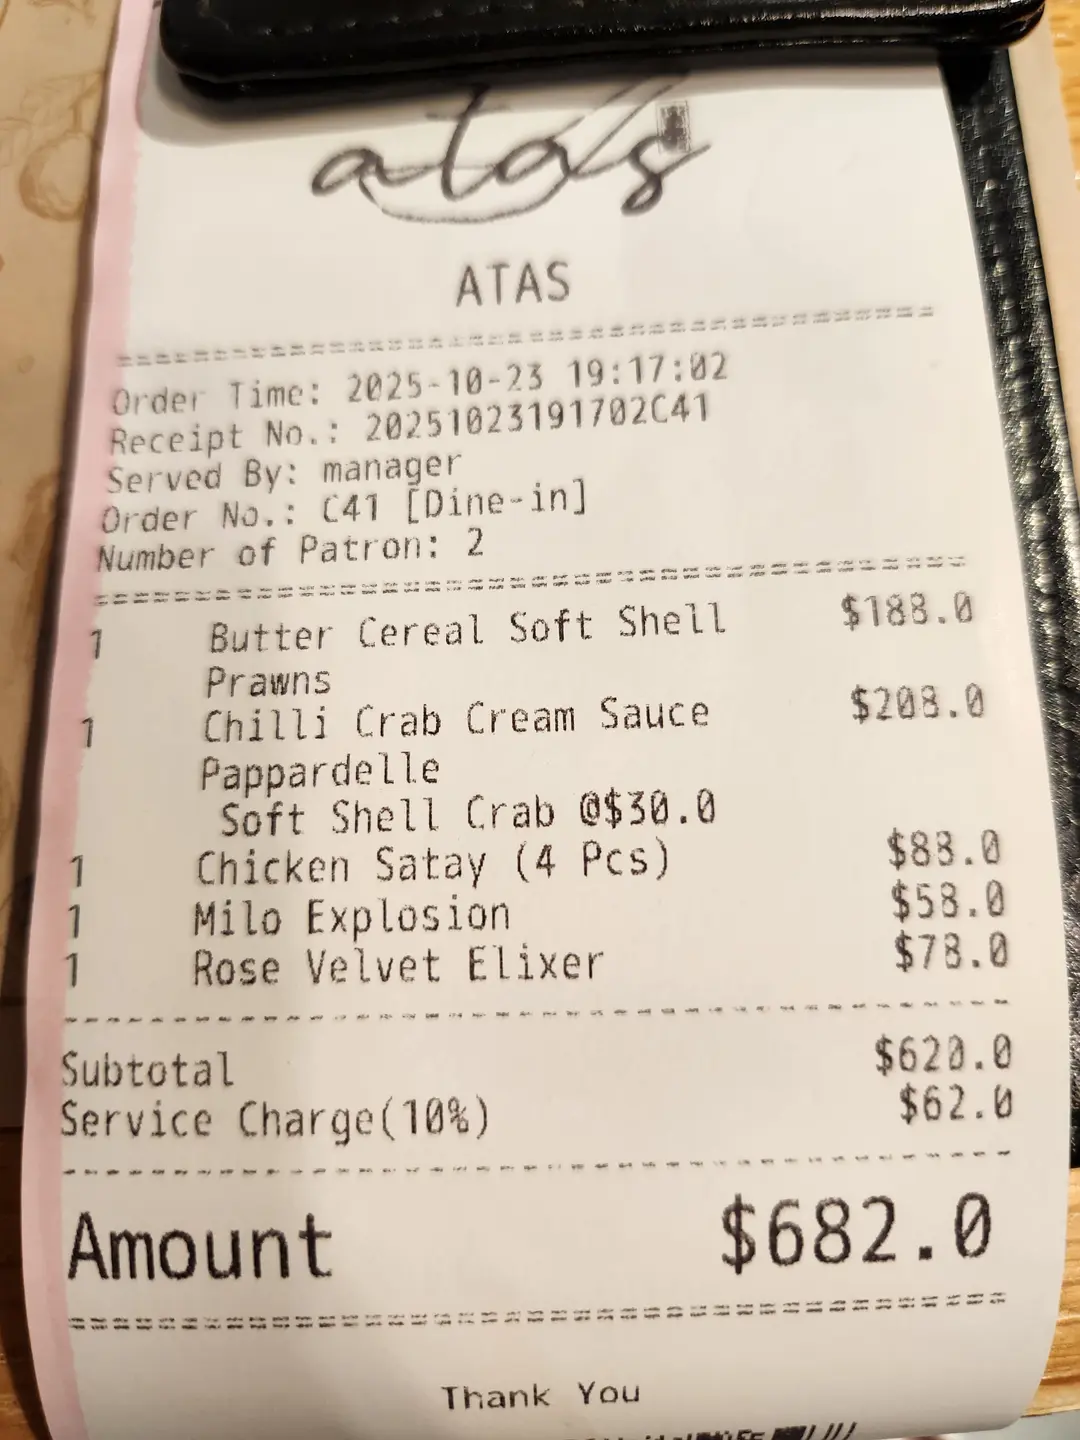 atas
ATAS
Order Time: 2025-10-23 19:17:02
Receipt No.: 20251023191702C41
Served By: manager
Order No.: C41 [Dine-in]
Number of Patron: 2
1 Butter Cereal Soft Shell $188.0
Prawns
1 Chilli Crab Cream Sauce $208.0
Pappardelle
Soft Shell Crab @$30.0
1 Chicken Satay (4 Pcs) $88.0
1 Milo Explosion $58.0
1 Rose Velvet Elixer $78.0
Subtotal $620.0
Service Charge(10%) $62.0
Amount $682.0
Thank You